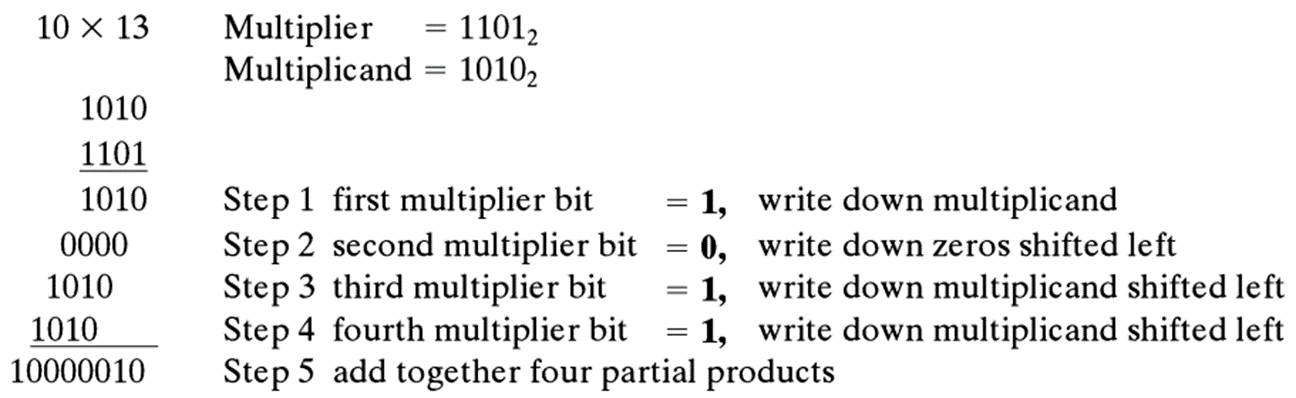 10 × 13 Multiplier = 1101₂
Multiplicand = 1010₂
1010
1101
1010 Step 1 first multiplier bit = 1, write down multiplicand
0000 Step 2 second multiplier bit = 0, write down zeros shifted left
1010 Step 3 third multiplier bit = 1, write down multiplicand shifted left
1010 Step 4 fourth multiplier bit = 1, write down multiplicand shifted left
10000010 Step 5 add together four partial products